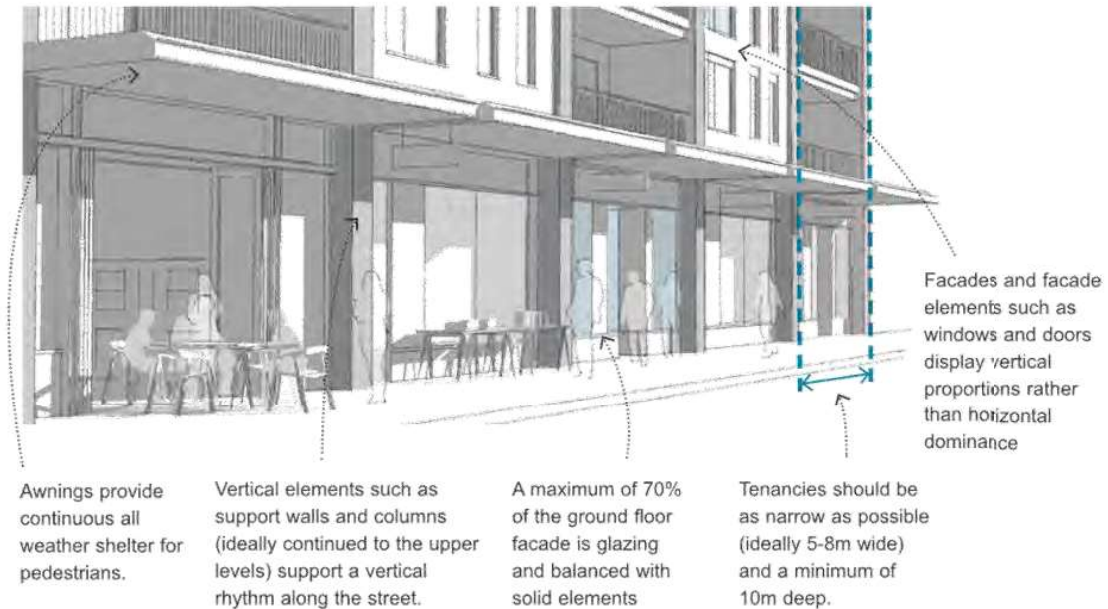 Facades and facade
elements such as
windows and doors
display vertical
proportions rather
than horizontal
dominance
Awnings provide
continuous all
weather shelter for
pedestrians.
Vertical elements such as
support walls and columns
(ideally continued to the upper
levels) support a vertical
rhythm along the street.
A maximum of 70%
of the ground floor
facade is glazing
and balanced with
solid elements
Tenancies should be
as narrow as possible
(ideally 5-8m wide)
and a minimum of
10m deep.